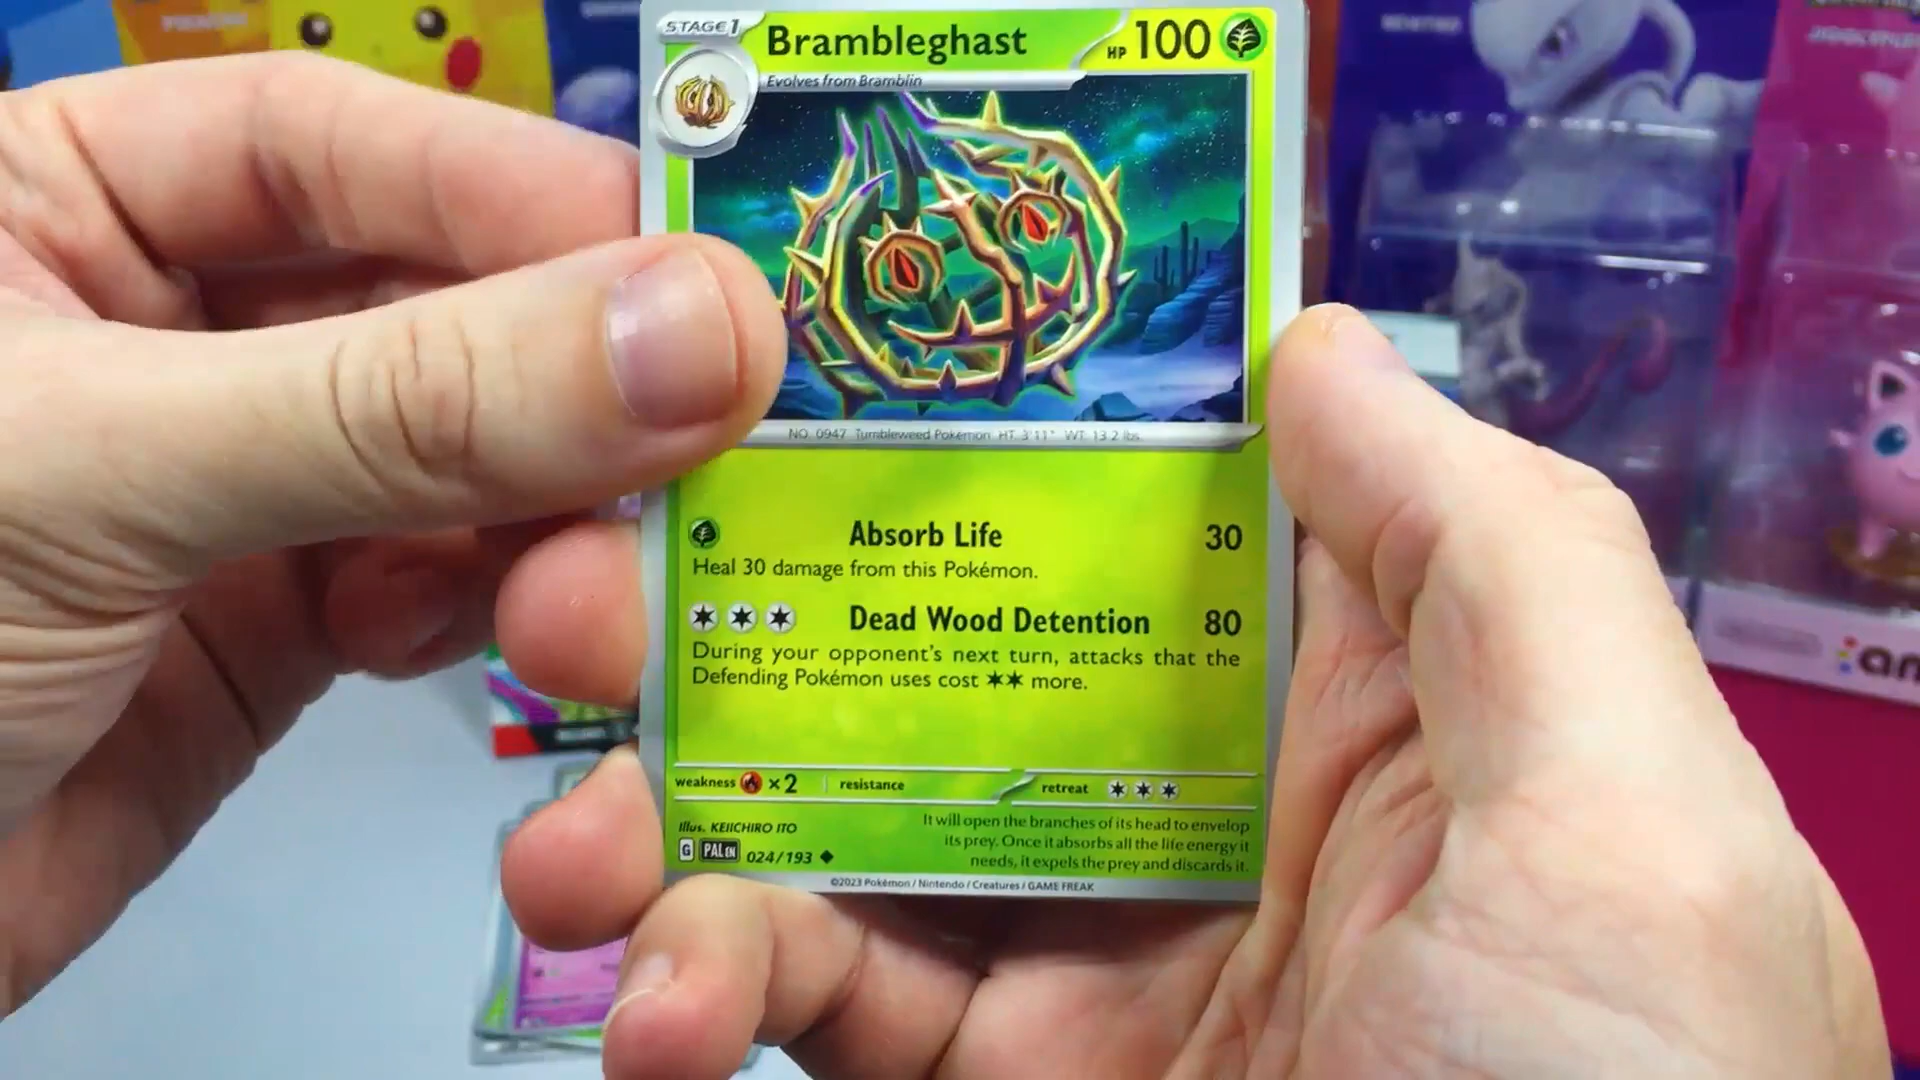 STAGE1 Brambleghast HP 100
Evolves from Bramblin
NO. 0947 Tumbleweed Pokémon HT. 3'11" WT. 13.2 lbs.
Absorb Life 30
Heal 30 damage from this Pokémon.
Dead Wood Detention 80
During your opponent's next turn, attacks that the
Defending Pokémon uses cost ✶✶ more.
weakness ×2 resistance retreat
Illus. KEIICHIRO ITO
G PAL EN 024/193 ◆
It will open the branches of its head to envelop
its prey. Once it absorbs all the life energy it
needs, it expels the prey and discards it.
©2023 Pokémon / Nintendo / Creatures / GAME FREAK